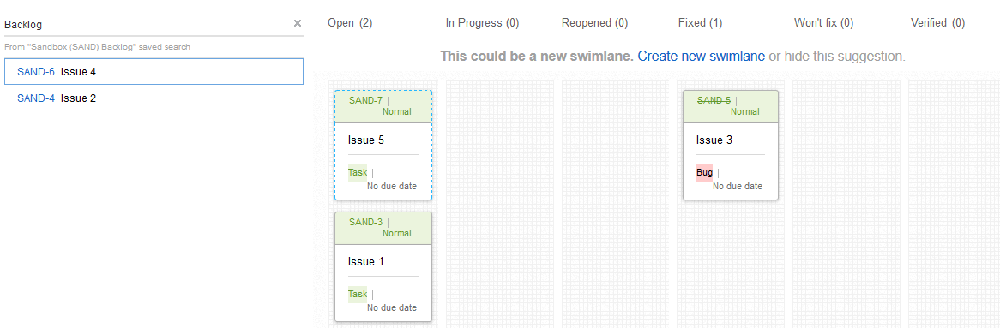 Backlog
From "Sandbox (SAND) Backlog" saved search
SAND-6 Issue 4
SAND-4 Issue 2
Open (2) In Progress (0) Reopened (0) Fixed (1) Won't fix (0) Verified (0)
This could be a new swimlane. Create new swimlane or hide this suggestion.
SAND-7 |
Normal
Issue 5
Task |
No due date
SAND-3 |
Normal
Issue 1
Task |
No due date
SAND-5 |
Normal
Issue 3
Bug |
No due date